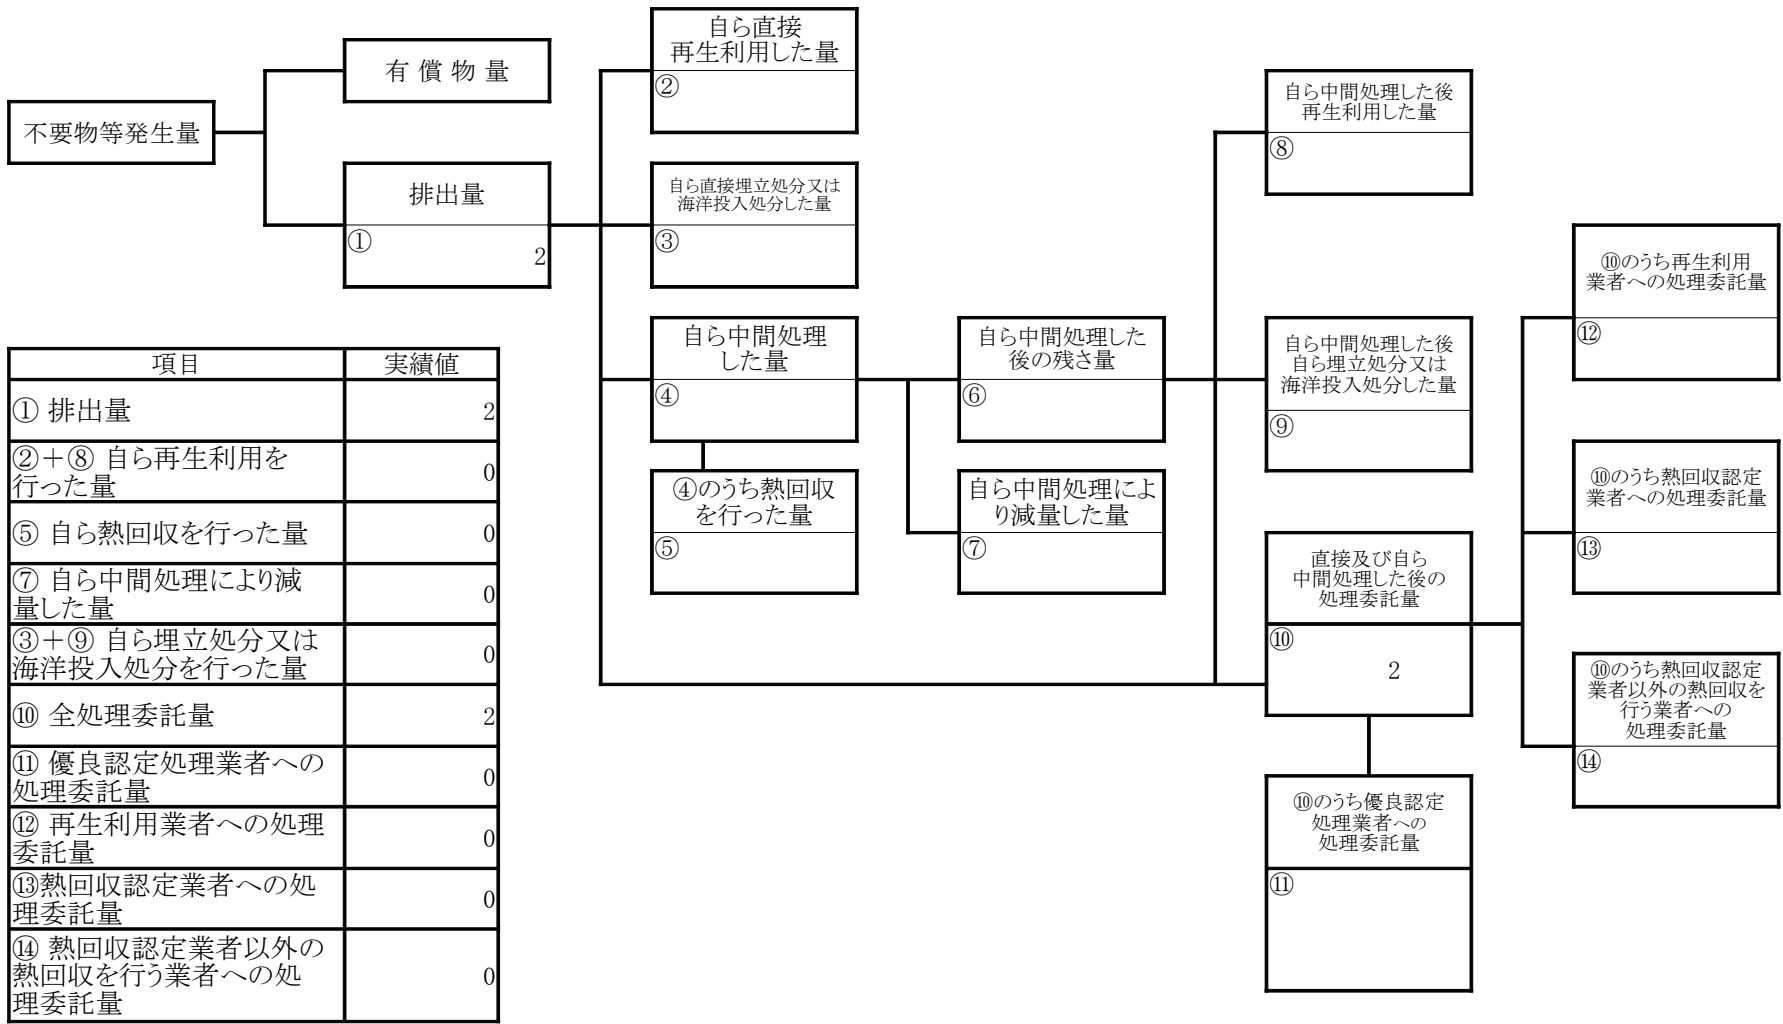 不要物等発生量
有 償 物 量
排出量
①
2
自ら直接
再生利用した量
②
自ら直接埋立処分又は
海洋投入処分した量
③
自ら中間処理
した量
④
④のうち熱回収
を行った量
⑤
自ら中間処理した
後の残さ量
⑥
自ら中間処理によ
り減量した量
⑦
自ら中間処理した後
再生利用した量
⑧
自ら中間処理した後
自ら埋立処分又は
海洋投入処分した量
⑨
直接及び自ら
中間処理した後の
処理委託量
⑩
2
⑩のうち優良認定
処理業者への
処理委託量
⑪
⑩のうち再生利用
業者への処理委託量
⑫
⑩のうち熱回収認定
業者への処理委託量
⑬
⑩のうち熱回収認定
業者以外の熱回収を
行う業者への
処理委託量
⑭
項目 実績値
① 排出量 2
②＋⑧ 自ら再生利用を
行った量 0
⑤ 自ら熱回収を行った量 0
⑦ 自ら中間処理により減
量した量 0
③＋⑨ 自ら埋立処分又は
海洋投入処分を行った量 0
⑩ 全処理委託量 2
⑪ 優良認定処理業者への
処理委託量 0
⑫ 再生利用業者への処理
委託量 0
⑬熱回収認定業者への処
理委託量 0
⑭ 熱回収認定業者以外の
熱回収を行う業者への処
理委託量 0